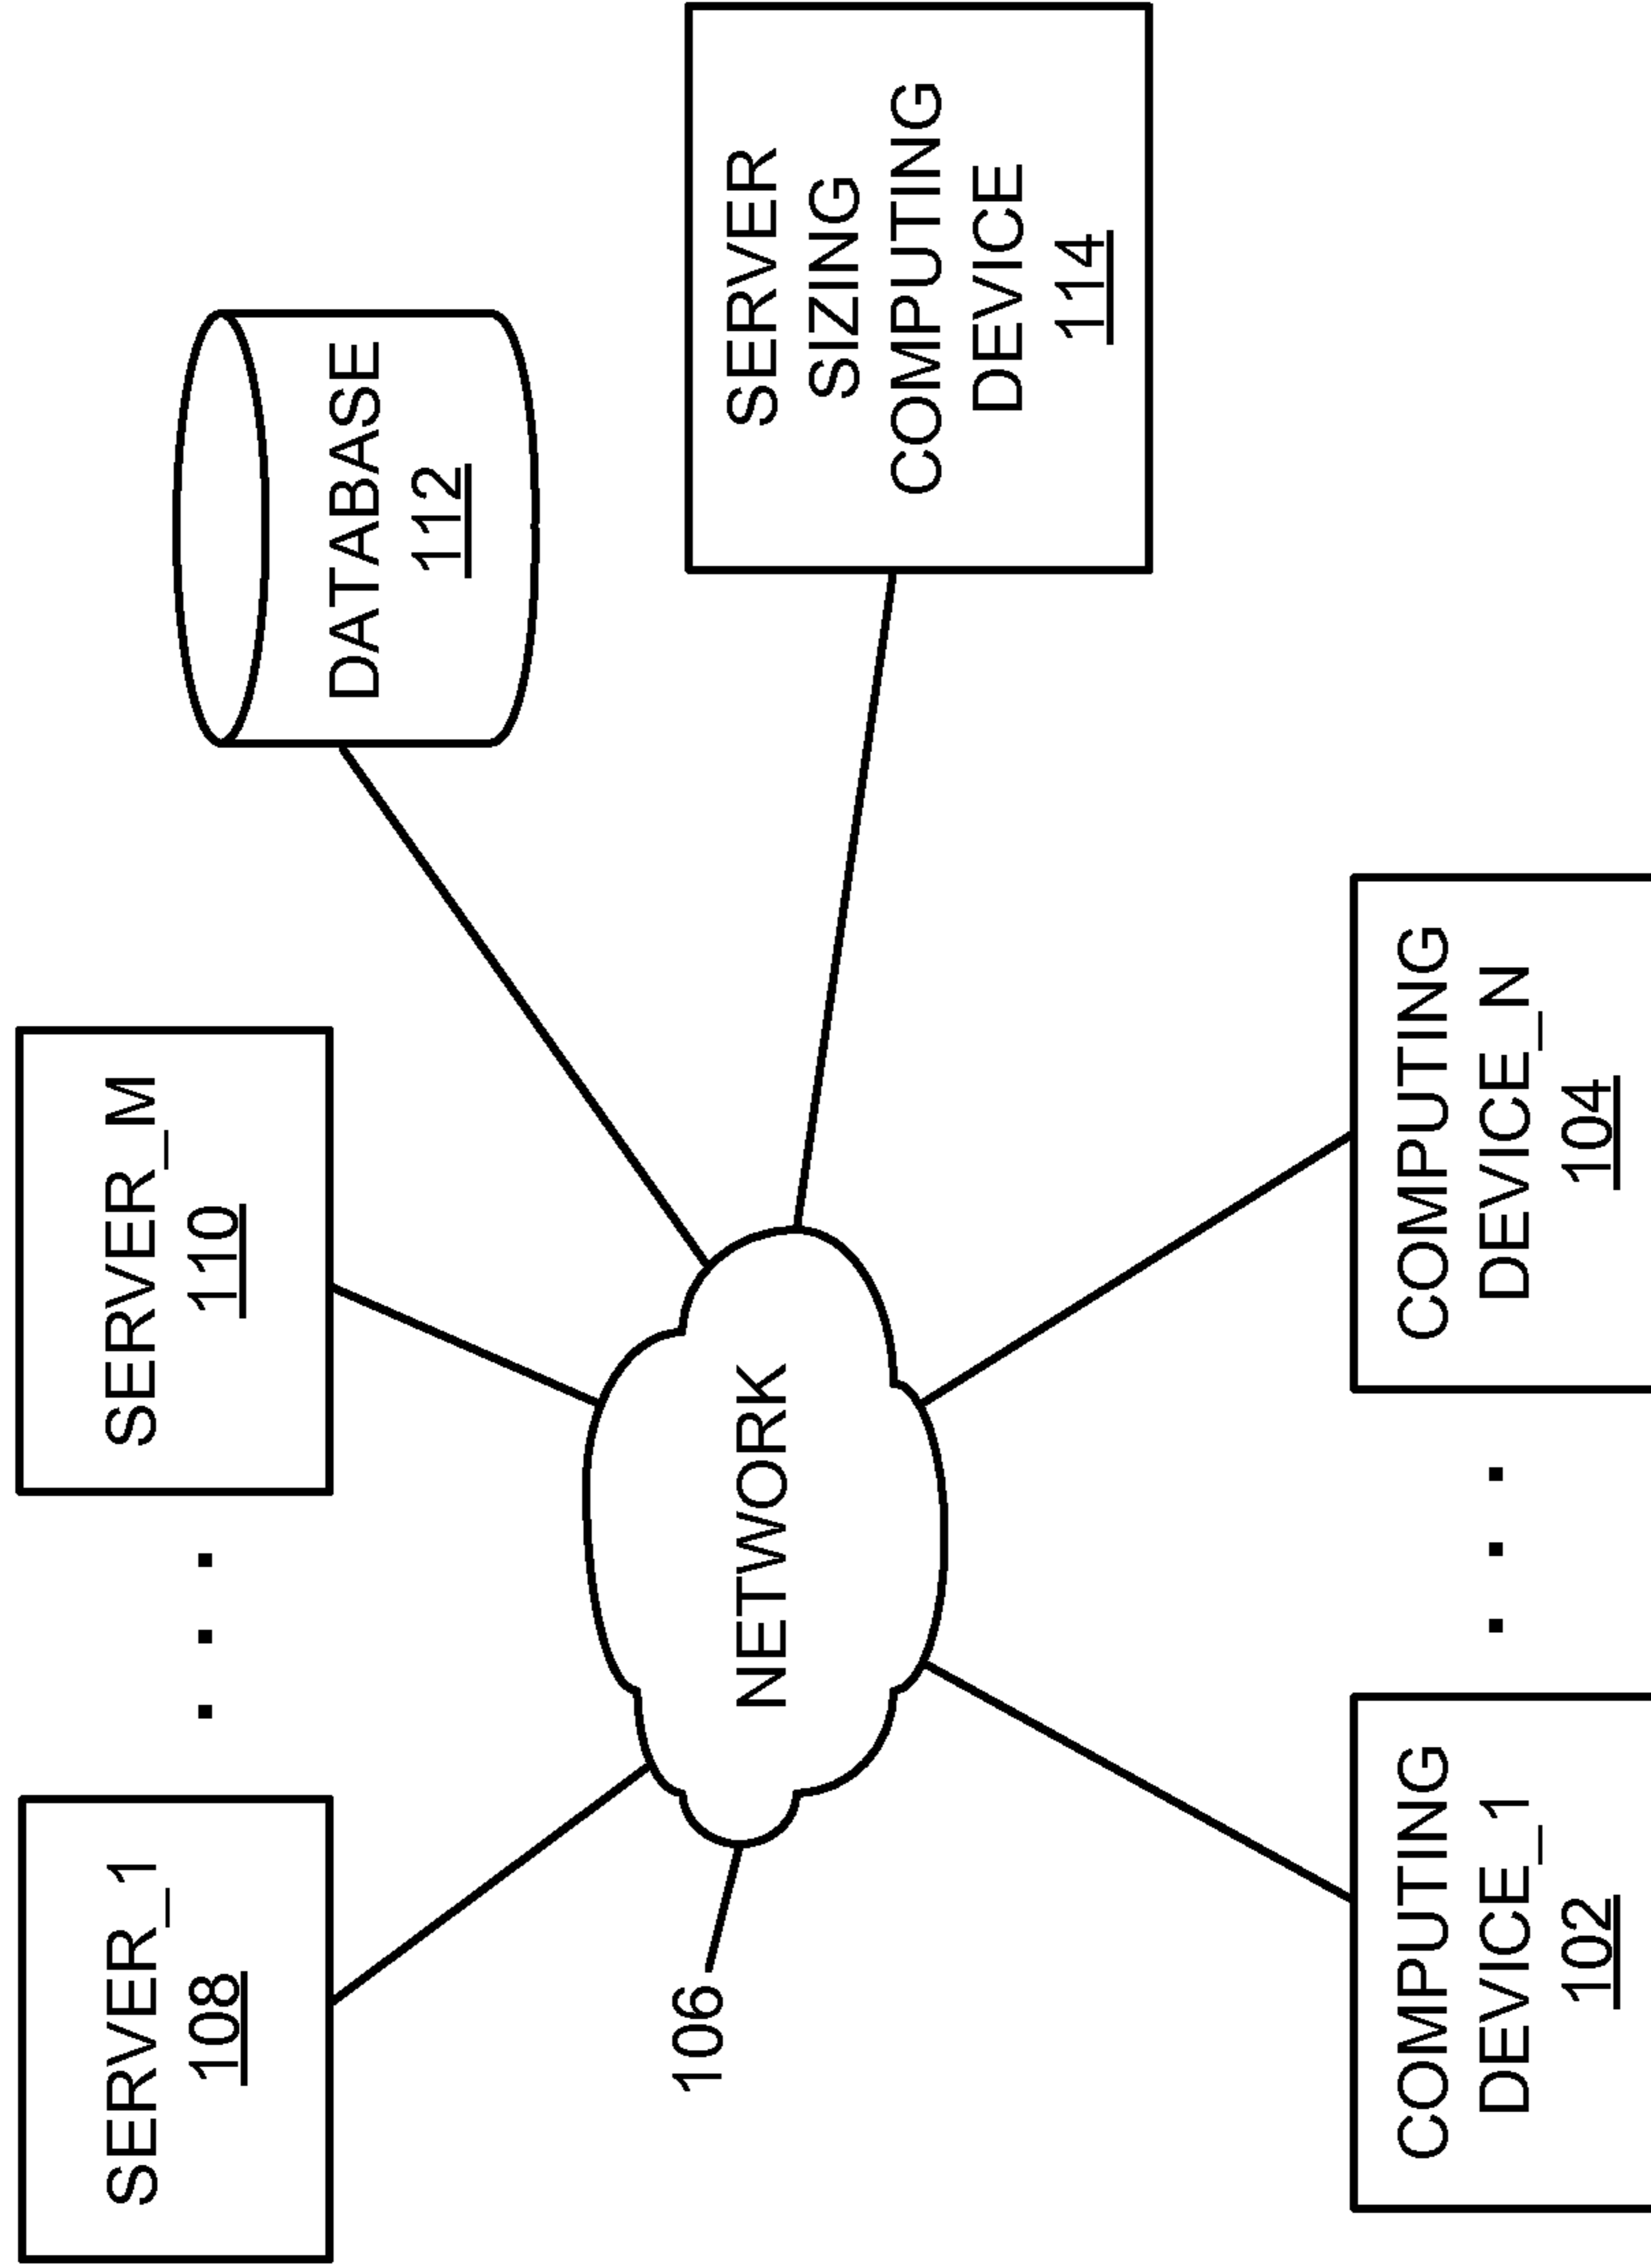 SERVER_1
108
SERVER_M
110
DATABASE
112
106
NETWORK
SERVER
SIZING
COMPUTING
DEVICE
114
COMPUTING
DEVICE_1
102
COMPUTING
DEVICE_N
104